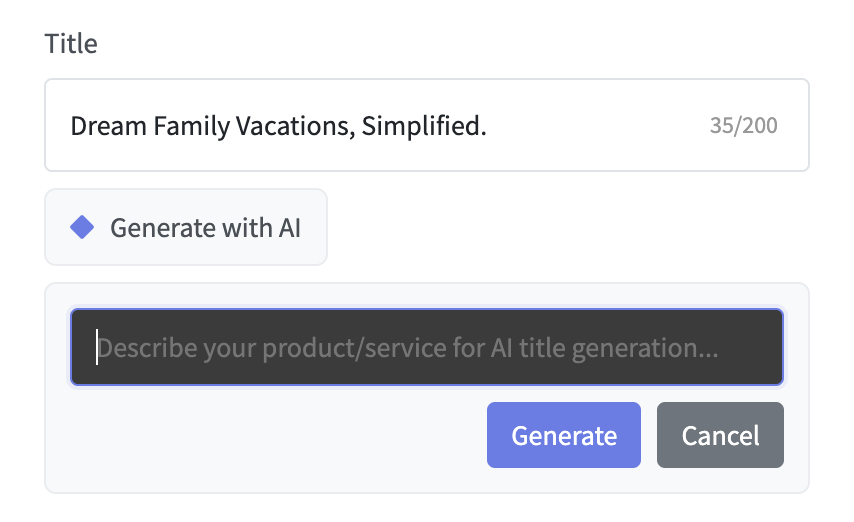 Title
Dream Family Vacations, Simplified.
35/200
Generate with AI
Describe your product/service for AI title generation...
Generate
Cancel